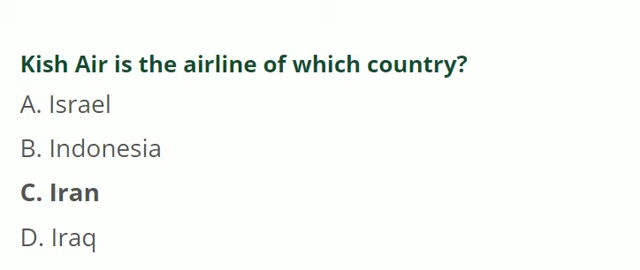 Kish Air is the airline of which country?
A. Israel
B. Indonesia
C. Iran
D. Iraq